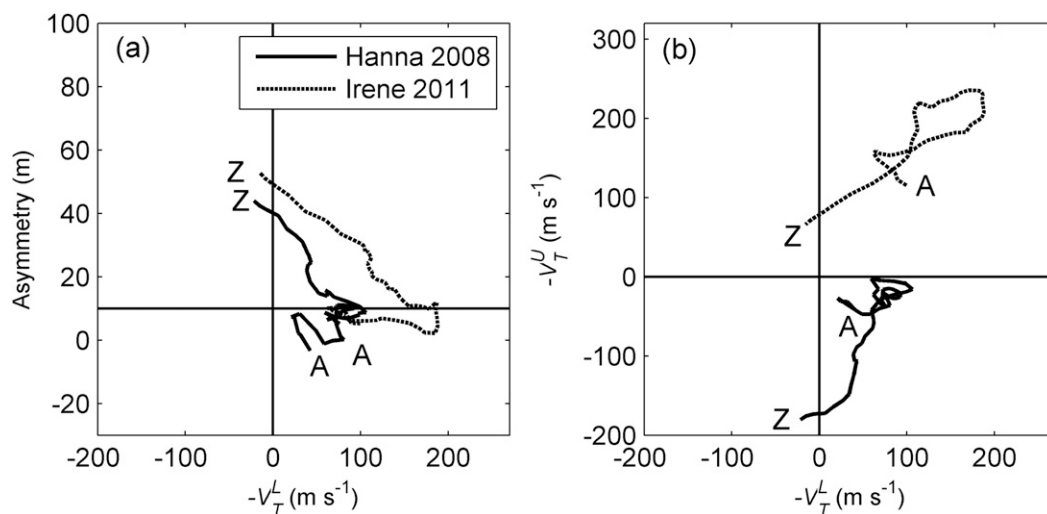 (a)
Hanna 2008
Irene 2011
100
80
60
40
20
0
-20
Asymmetry (m)
Z
Z
A
A
-200
-100
0
100
200
-V_T^L (m s⁻¹)
(b)
300
200
100
0
-100
-200
-V_T^U (m s⁻¹)
A
Z
A
Z
-200
-100
0
100
200
-V_T^L (m s⁻¹)